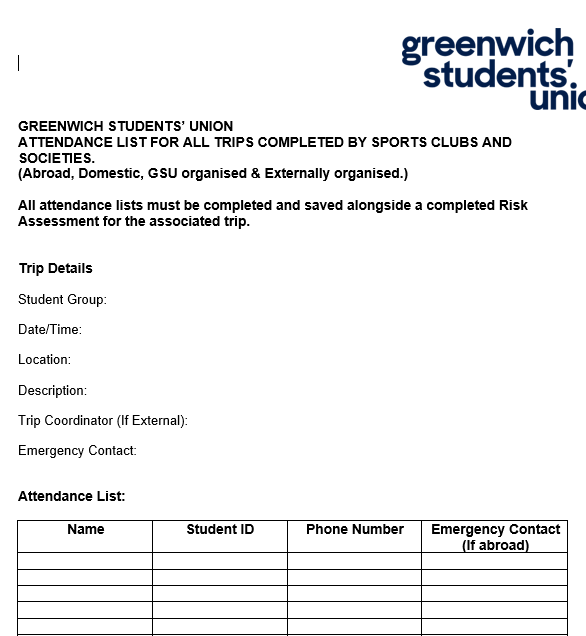 greenwich
students'
GREENWICH STUDENTS' UNION
ATTENDANCE LIST FOR ALL TRIPS COMPLETED BY SPORTS CLUBS AND
SOCIETIES.
(Abroad, Domestic, GSU organised & Externally organised.)
All attendance lists must be completed and saved alongside a completed Risk
Assessment for the associated trip.
Trip Details
Student Group:
Date/Time:
Location:
Description:
Trip Coordinator (If External):
Emergency Contact:
Attendance List:
Name Student ID Phone Number Emergency Contact
(If abroad)